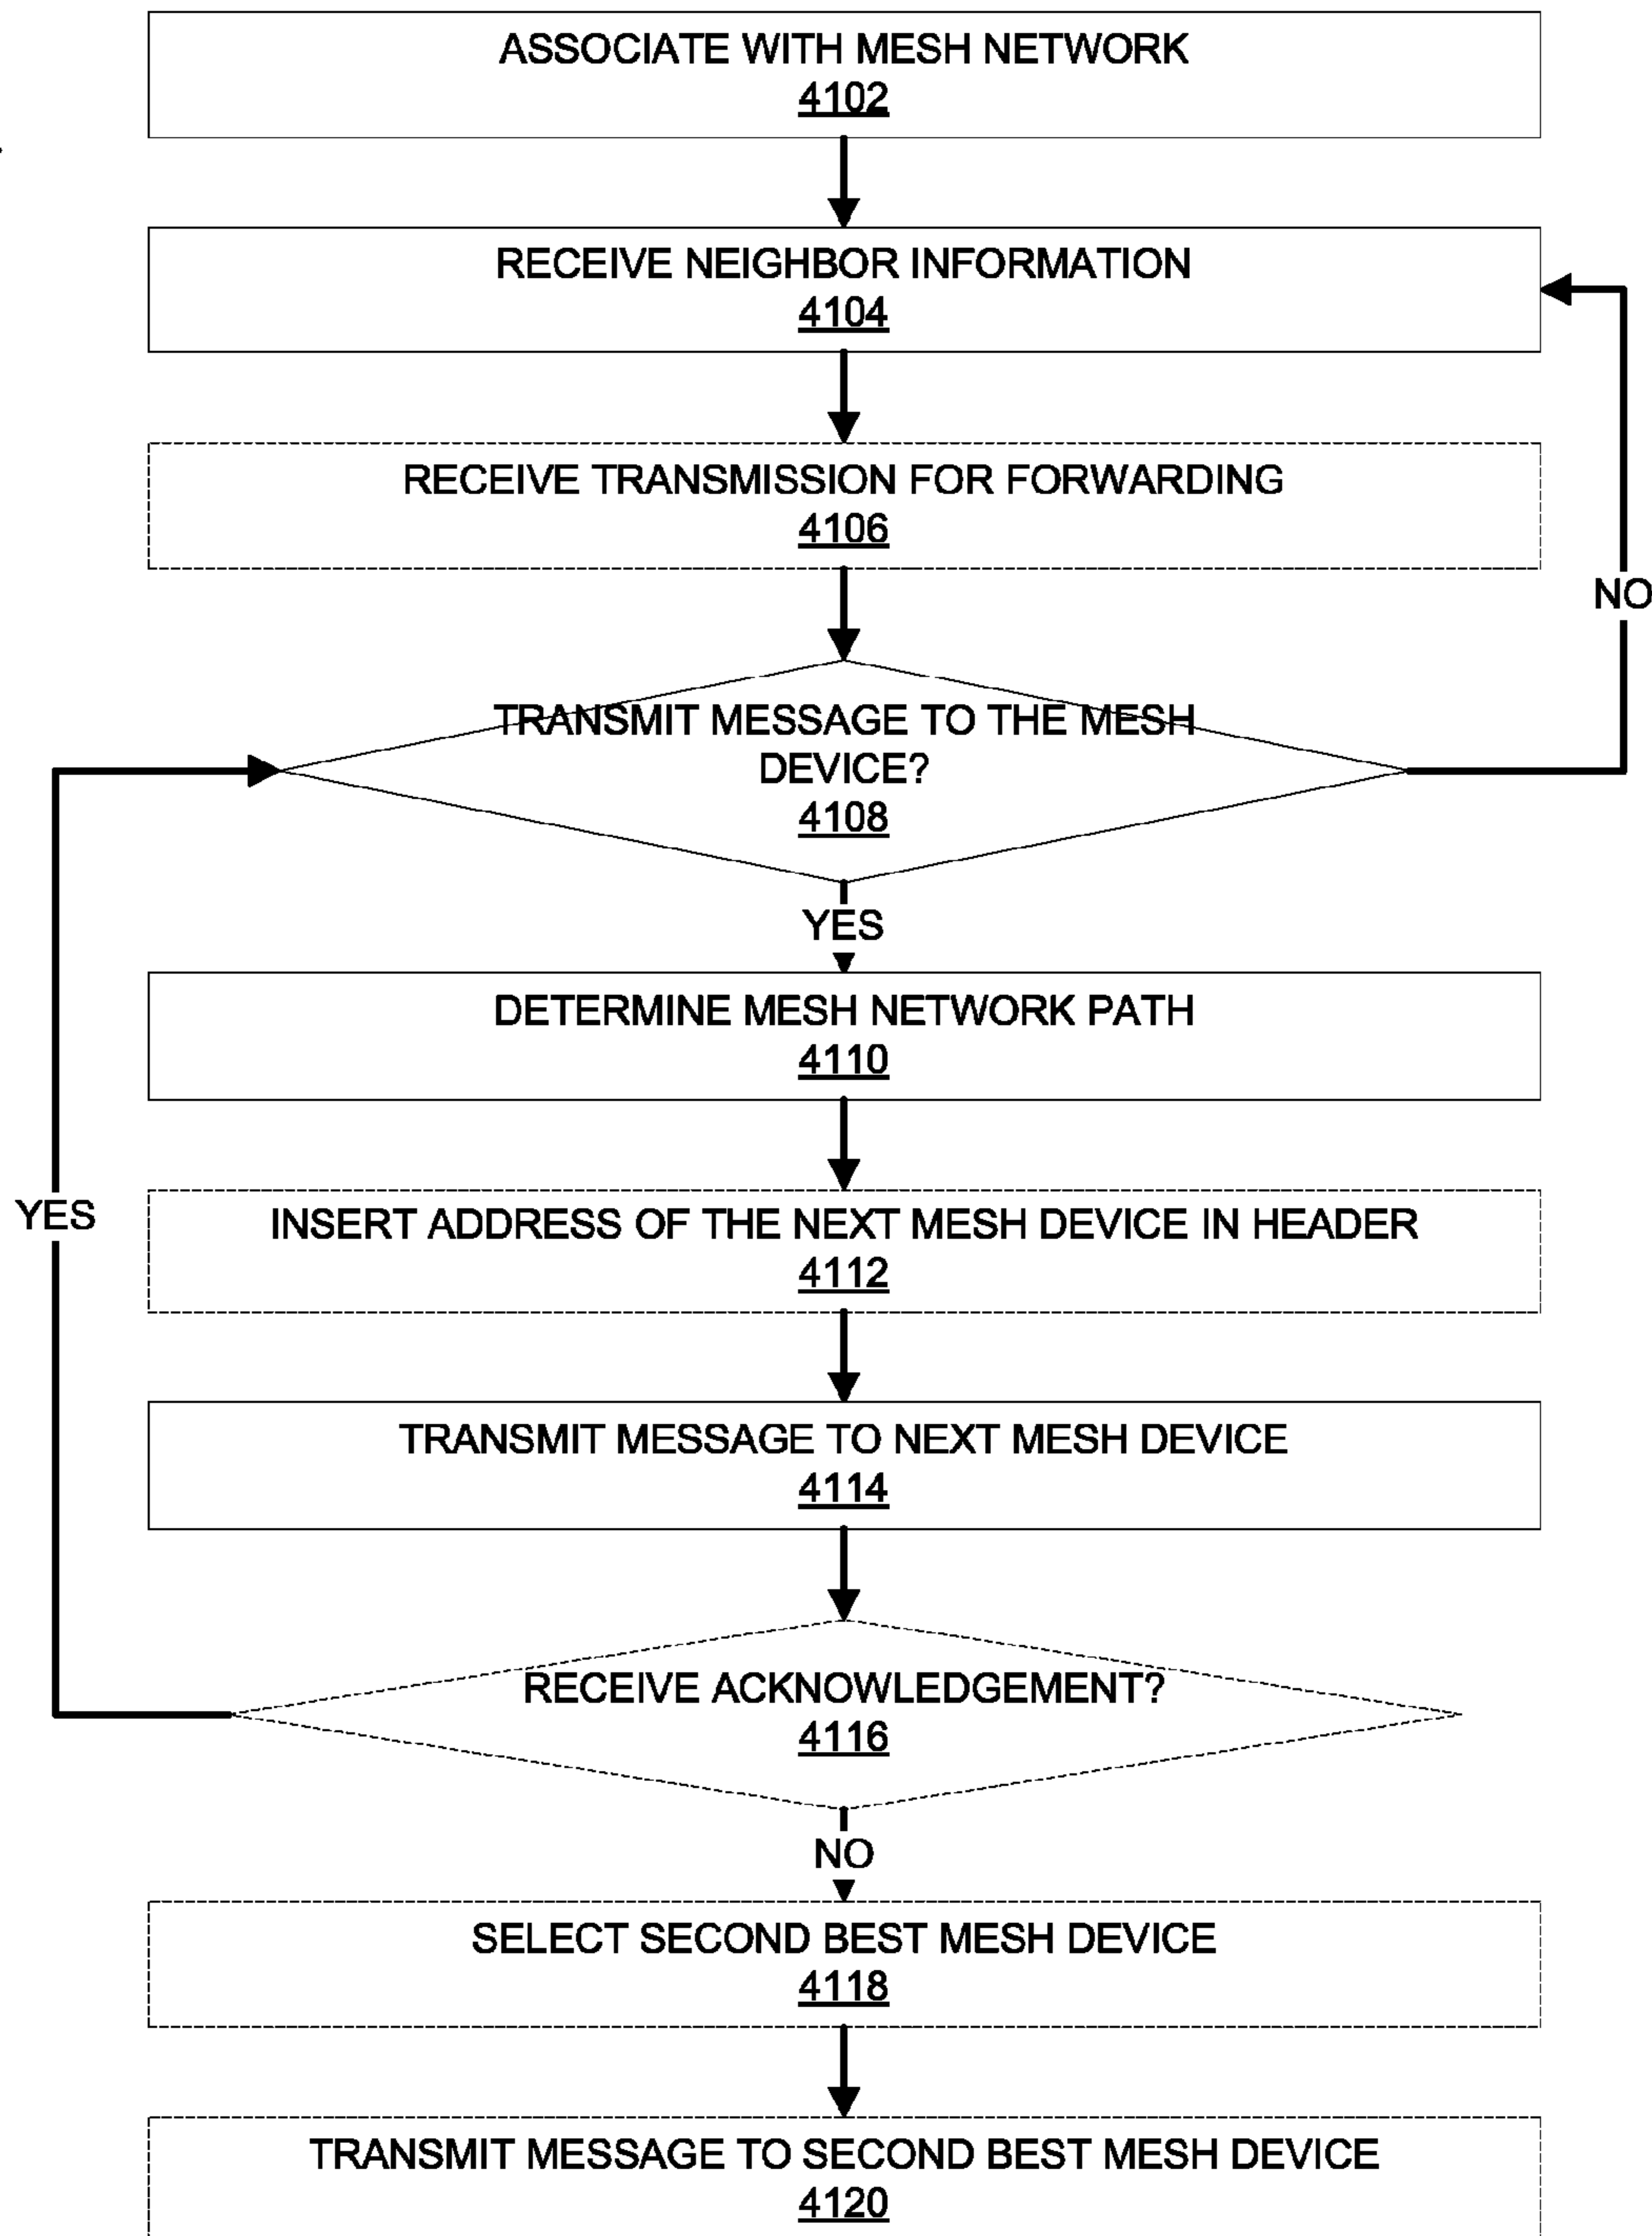 ASSOCIATE WITH MESH NETWORK
4102
RECEIVE NEIGHBOR INFORMATION
4104
RECEIVE TRANSMISSION FOR FORWARDING
4106
NO
TRANSMIT MESSAGE TO THE MESH
DEVICE?
4108
YES
DETERMINE MESH NETWORK PATH
4110
YES
INSERT ADDRESS OF THE NEXT MESH DEVICE IN HEADER
4112
TRANSMIT MESSAGE TO NEXT MESH DEVICE
4114
RECEIVE ACKNOWLEDGEMENT?
4116
NO
SELECT SECOND BEST MESH DEVICE
4118
TRANSMIT MESSAGE TO SECOND BEST MESH DEVICE
4120